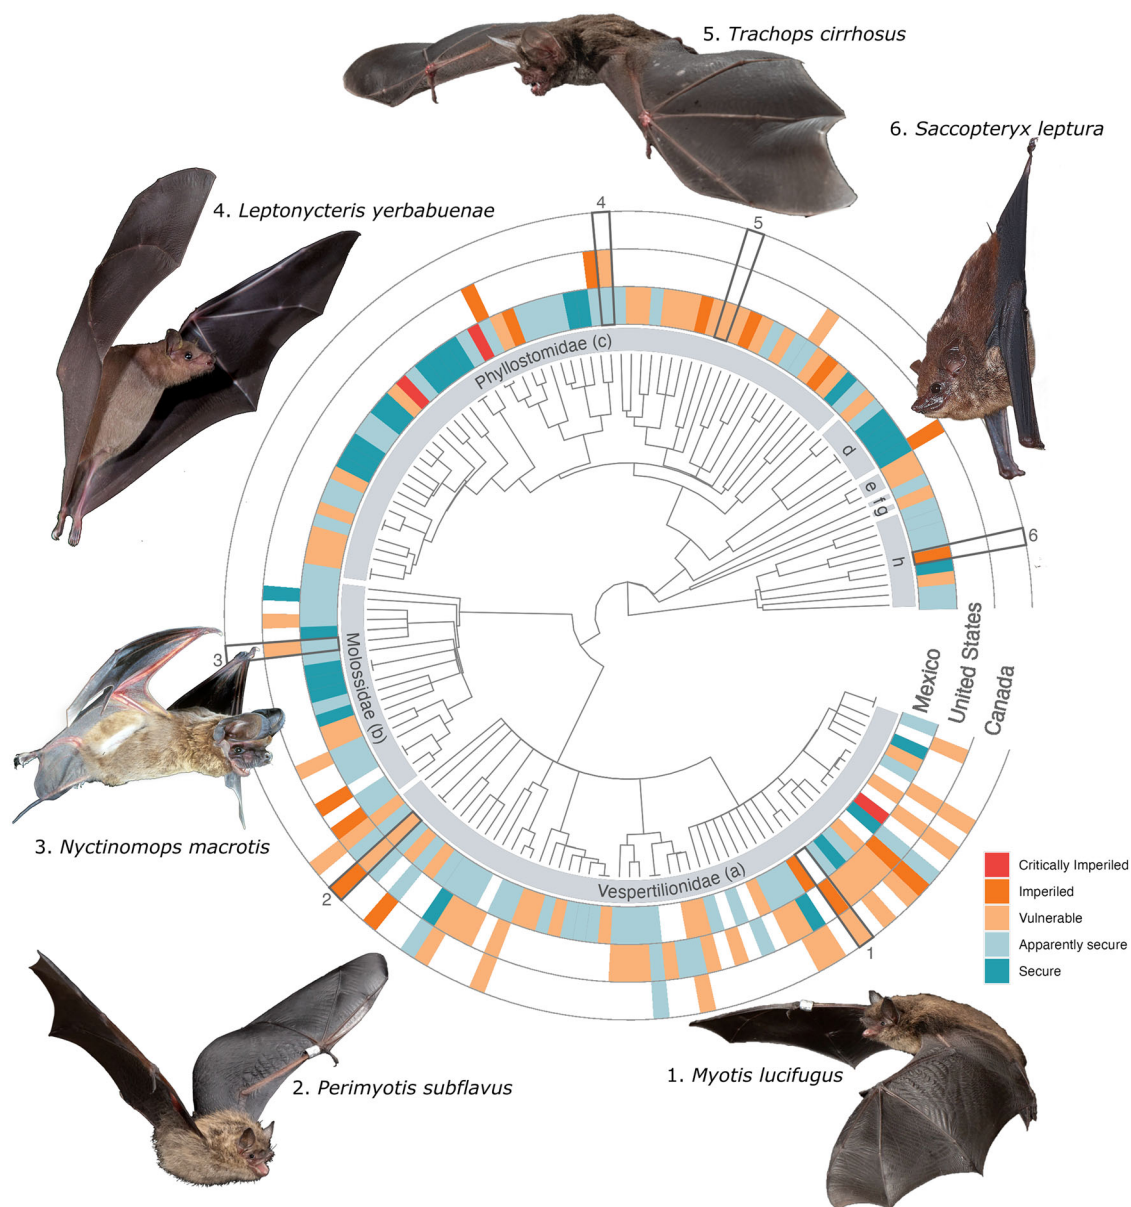 5. Trachops cirrhosus
6. Saccopteryx leptura
4. Leptonycteris yerbabuenae
4
5
Phyllostomidae (c)
d
e
f
g
h
6
3
Molossidae (b)
Mexico
United States
Canada
3. Nyctinomops macrotis
2
Vespertilionidae (a)
1
Critically Imperiled
Imperiled
Vulnerable
Apparently secure
Secure
1. Myotis lucifugus
2. Perimyotis subflavus